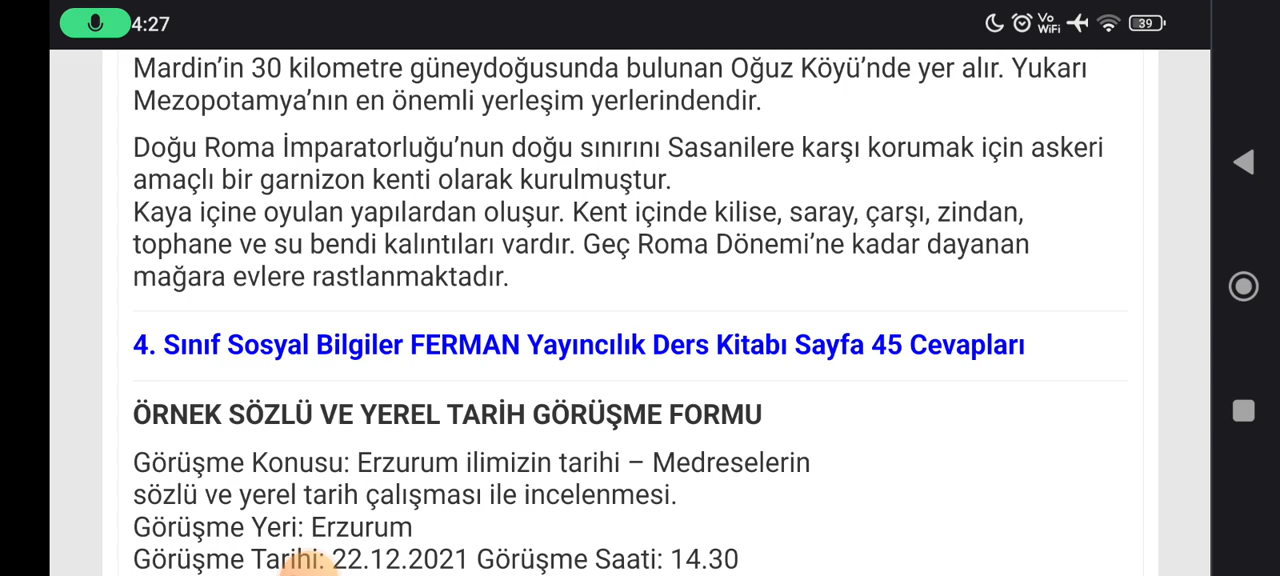 4:27
Vo
WiFi
39
Mardin’in 30 kilometre güneydoğusunda bulunan Oğuz Köyü’nde yer alır. Yukarı
Mezopotamya’nın en önemli yerleşim yerlerindendir.
Doğu Roma İmparatorluğu’nun doğu sınırını Sasanilere karşı korumak için askeri
amaçlı bir garnizon kenti olarak kurulmuştur.
Kaya içine oyulan yapılardan oluşur. Kent içinde kilise, saray, çarşı, zindan,
tophane ve su bendi kalıntıları vardır. Geç Roma Dönemi’ne kadar dayanan
mağara evlere rastlanmaktadır.
4. Sınıf Sosyal Bilgiler FERMAN Yayıncılık Ders Kitabı Sayfa 45 Cevapları
ÖRNEK SÖZLÜ VE YEREL TARİH GÖRÜŞME FORMU
Görüşme Konusu: Erzurum ilimizin tarihi – Medreselerin
sözlü ve yerel tarih çalışması ile incelenmesi.
Görüşme Yeri: Erzurum
Görüşme Tarihi: 22.12.2021 Görüşme Saati: 14.30